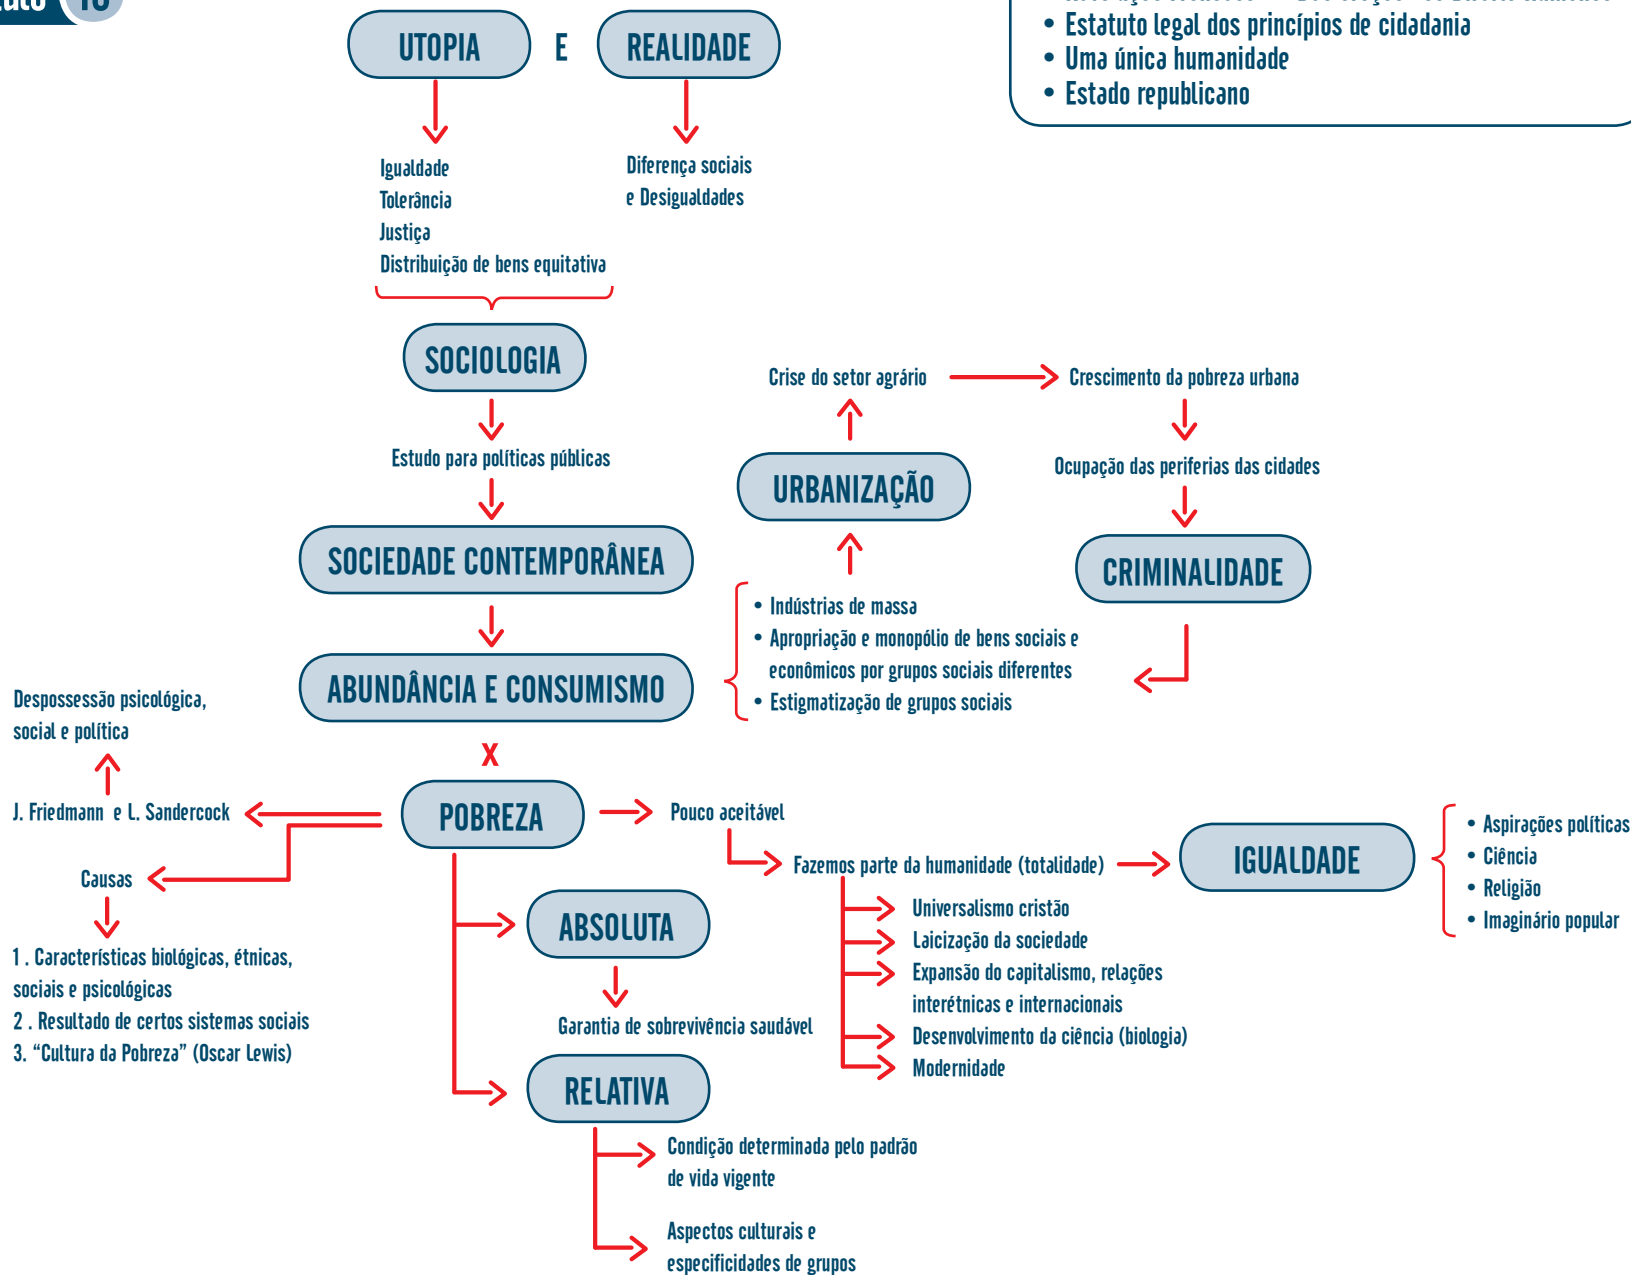 UTOPIA E REALIDADE
Igualdade
Tolerância
Justiça
Distribuição de bens equitativa
Diferença sociais
e Desigualdades
• Estatuto legal dos princípios de cidadania
• Uma única humanidade
• Estado republicano
SOCIOLOGIA
Estudo para políticas públicas
SOCIEDADE CONTEMPORÂNEA
ABUNDÂNCIA E CONSUMISMO
• Indústrias de massa
• Apropriação e monopólio de bens sociais e
econômicos por grupos sociais diferentes
• Estigmatização de grupos sociais
URBANIZAÇÃO
Crise do setor agrário
Crescimento da pobreza urbana
Ocupação das periferias das cidades
CRIMINALIDADE
X
POBREZA
J. Friedmann e L. Sandercock
Despossessão psicológica,
social e política
Causas
1 . Características biológicas, étnicas,
sociais e psicológicas
2 . Resultado de certos sistemas sociais
3. “Cultura da Pobreza” (Oscar Lewis)
Pouco aceitável
Fazemos parte da humanidade (totalidade)
Universalismo cristão
Laicização da sociedade
Expansão do capitalismo, relações
interétnicas e internacionais
Desenvolvimento da ciência (biologia)
Modernidade
IGUALDADE
• Aspirações políticas
• Ciência
• Religião
• Imaginário popular
ABSOLUTA
Garantia de sobrevivência saudável
RELATIVA
Condição determinada pelo padrão
de vida vigente
Aspectos culturais e
especificidades de grupos